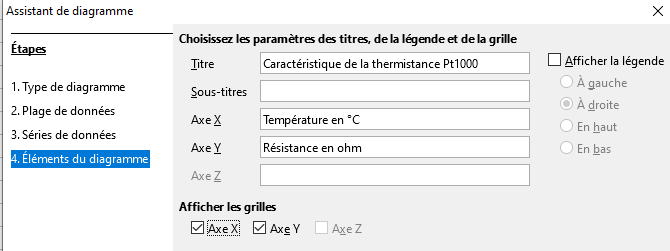 Assistant de diagramme
Étapes
1. Type de diagramme
2. Plage de données
3. Séries de données
4. Éléments du diagramme
Choisissez les paramètres des titres, de la légende et de la grille
Titre Caractéristique de la thermistance Pt1000
Sous-titres
Axe X Température en °C
Axe Y Résistance en ohm
Axe Z
Afficher la légende
À gauche
À droite
En haut
En bas
Afficher les grilles
Axe X Axe Y Axe Z